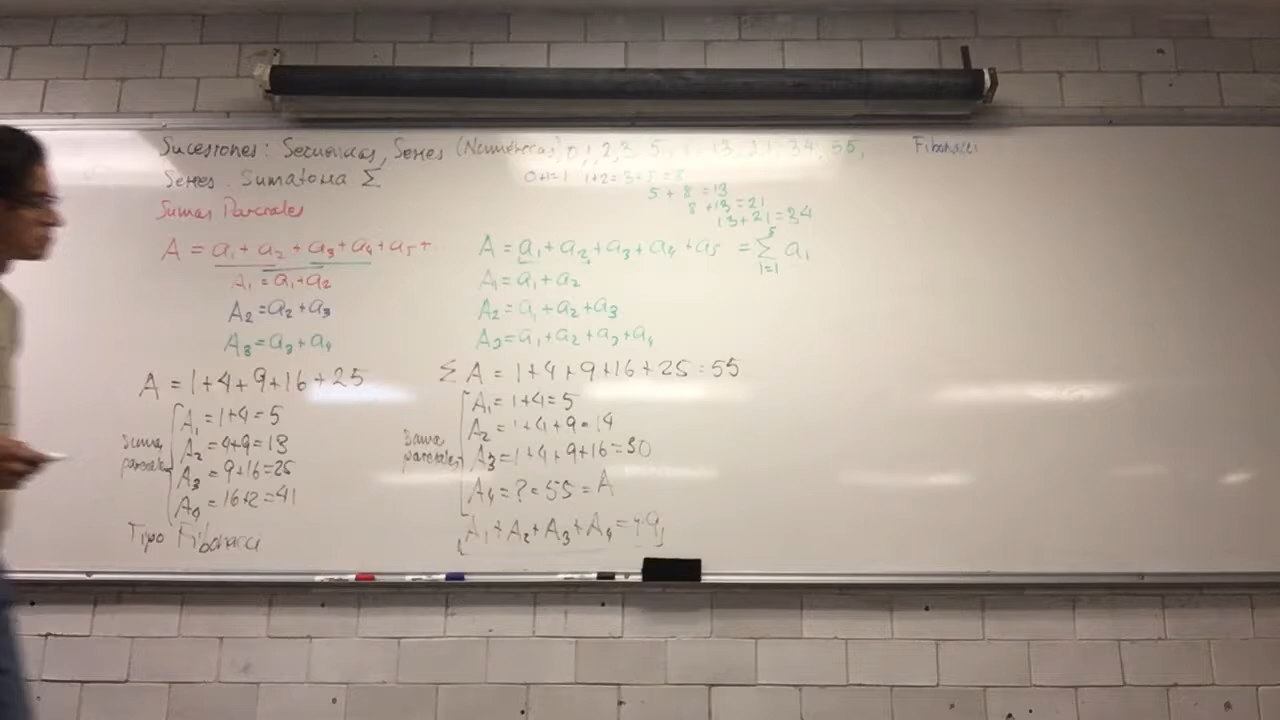 Sucesiones: Secuencias, Series (Numéricas) 0, 1, 2, 3, 5, 13, 21, 34, 55, Fibonacci
Series. Sumatoria Σ
0+1=1 1+2=3+5=8
5+8=13
8+13=21
13+21=34
Sumas Parciales
A = a₁+a₂+a₃+a₄+a₅+...
A₁=a₁+a₂
A₂=a₂+a₃
A₃=a₃+a₄
A = 1+4+9+16+25
Sumas parciales
A₁=1+4=5
A₂=4+9=13
A₃=9+16=25
=16+2=41
Tipo Fibonacci
A = a₁+a₂+a₃+a₄+a₅ = Σ⁵ᵢ₌₁ aᵢ
A₁=a₁+a₂
A₂=a₁+a₂+a₃
A₃=a₁+a₂+a₃+a₄
Σ A = 1+4+9+16+25=55
parciales
A₁=1+4=5
A₂=1+4+9=14
A₃=1+4+9+16=30
A₄=?=55=A
A₁+A₂+A₃+A₄=